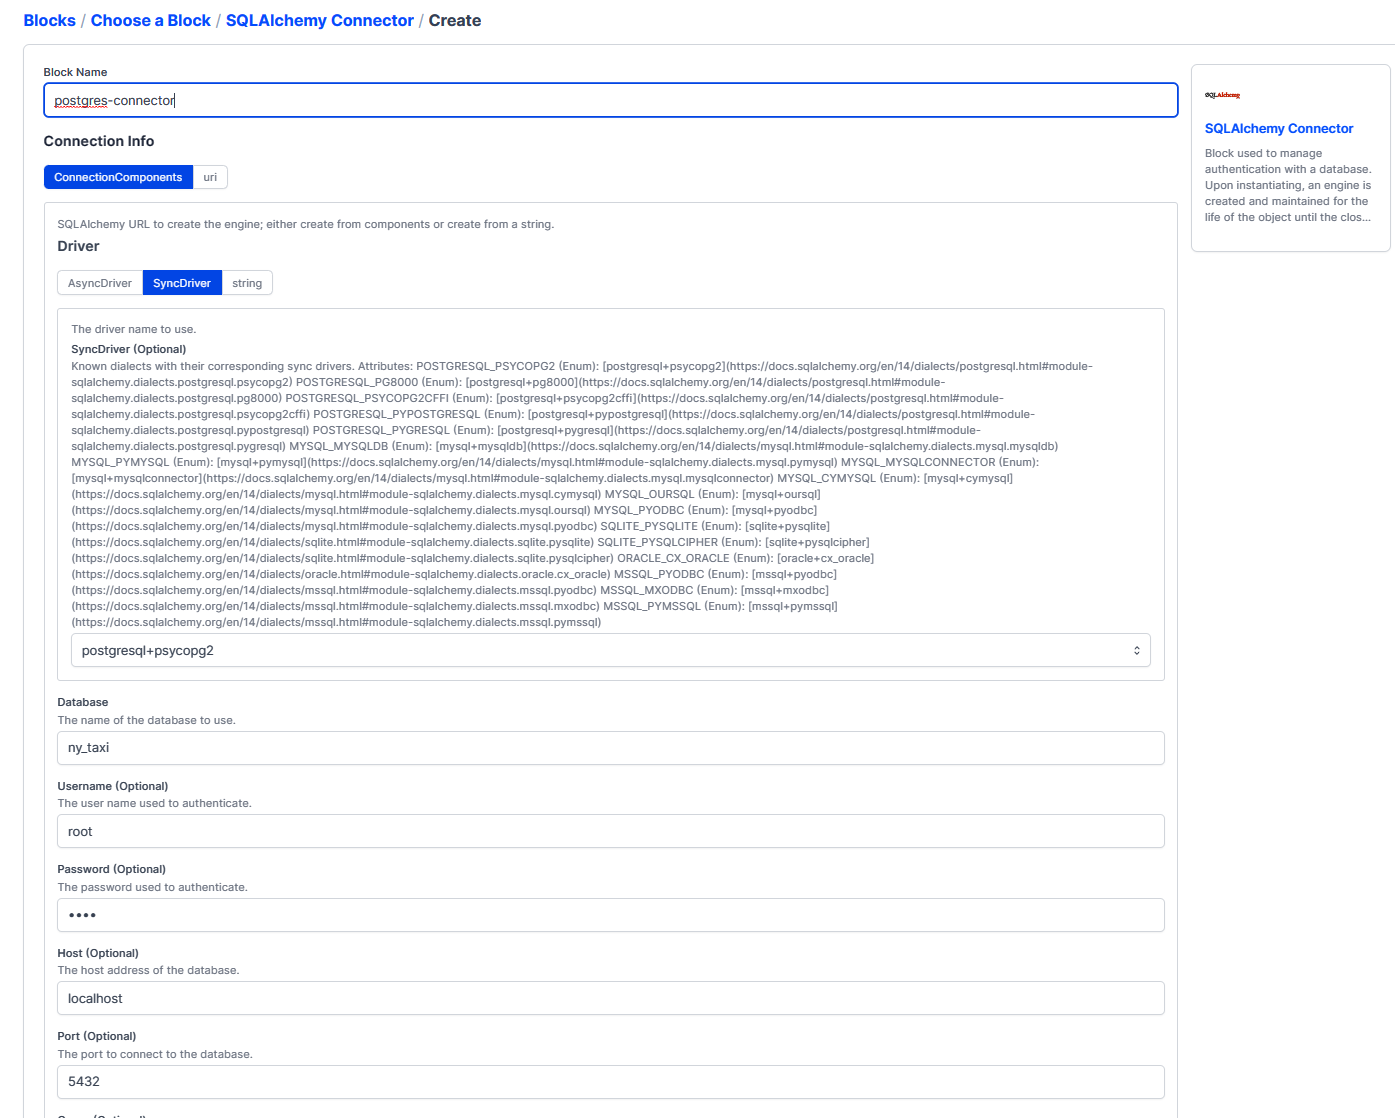 Blocks / Choose a Block / SQLAlchemy Connector / Create
Block Name
postgres-connector
Connection Info
ConnectionComponents uri
SQLAlchemy URL to create the engine; either create from components or create from a string.
Driver
AsyncDriver SyncDriver string
The driver name to use.
SyncDriver (Optional)
Known dialects with their corresponding sync drivers. Attributes: POSTGRESQL_PSYCOPG2 (Enum): [postgresql+psycopg2](https://docs.sqlalchemy.org/en/14/dialects/postgresql.html#module-
sqlalchemy.dialects.postgresql.psycopg2) POSTGRESQL_PG8000 (Enum): [postgresql+pg8000](https://docs.sqlalchemy.org/en/14/dialects/postgresql.html#module-
sqlalchemy.dialects.postgresql.pg8000) POSTGRESQL_PSYCOPG2CFFI (Enum): [postgresql+psycopg2cffi](https://docs.sqlalchemy.org/en/14/dialects/postgresql.html#module-
sqlalchemy.dialects.postgresql.psycopg2cffi) POSTGRESQL_PYPOSTGRESQL (Enum): [postgresql+pypostgresql](https://docs.sqlalchemy.org/en/14/dialects/postgresql.html#module-
sqlalchemy.dialects.postgresql.pypostgresql) POSTGRESQL_PYGRESQL (Enum): [postgresql+pygresql](https://docs.sqlalchemy.org/en/14/dialects/postgresql.html#module-
sqlalchemy.dialects.postgresql.pygresql) MYSQL_MYSQLDB (Enum): [mysql+mysqldb](https://docs.sqlalchemy.org/en/14/dialects/mysql.html#module-sqlalchemy.dialects.mysql.mysqldb)
MYSQL_PYMYSQL (Enum): [mysql+pymysql](https://docs.sqlalchemy.org/en/14/dialects/mysql.html#module-sqlalchemy.dialects.mysql.pymysql) MYSQL_MYSQLCONNECTOR (Enum):
[mysql+mysqlconnector](https://docs.sqlalchemy.org/en/14/dialects/mysql.html#module-sqlalchemy.dialects.mysql.mysqlconnector) MYSQL_CYMYSQL (Enum): [mysql+cymysql]
(https://docs.sqlalchemy.org/en/14/dialects/mysql.html#module-sqlalchemy.dialects.mysql.cymysql) MYSQL_OURSQL (Enum): [mysql+oursql]
(https://docs.sqlalchemy.org/en/14/dialects/mysql.html#module-sqlalchemy.dialects.mysql.oursql) MYSQL_PYODBC (Enum): [mysql+pyodbc]
(https://docs.sqlalchemy.org/en/14/dialects/mysql.html#module-sqlalchemy.dialects.mysql.pyodbc) SQLITE_PYSQLITE (Enum): [sqlite+pysqlite]
(https://docs.sqlalchemy.org/en/14/dialects/sqlite.html#module-sqlalchemy.dialects.sqlite.pysqlite) SQLITE_PYSQLCIPHER (Enum): [sqlite+pysqlcipher]
(https://docs.sqlalchemy.org/en/14/dialects/sqlite.html#module-sqlalchemy.dialects.sqlite.pysqlcipher) ORACLE_CX_ORACLE (Enum): [oracle+cx_oracle]
(https://docs.sqlalchemy.org/en/14/dialects/oracle.html#module-sqlalchemy.dialects.oracle.cx_oracle) MSSQL_PYODBC (Enum): [mssql+pyodbc]
(https://docs.sqlalchemy.org/en/14/dialects/mssql.html#module-sqlalchemy.dialects.mssql.pyodbc) MSSQL_MXODBC (Enum): [mssql+mxodbc]
(https://docs.sqlalchemy.org/en/14/dialects/mssql.html#module-sqlalchemy.dialects.mssql.mxodbc) MSSQL_PYMSSQL (Enum): [mssql+pymssql]
(https://docs.sqlalchemy.org/en/14/dialects/mssql.html#module-sqlalchemy.dialects.mssql.pymssql)
postgresql+psycopg2
Database
The name of the database to use.
ny_taxi
Username (Optional)
The user name used to authenticate.
root
Password (Optional)
The password used to authenticate.
••••
Host (Optional)
The host address of the database.
localhost
Port (Optional)
The port to connect to the database.
5432
SQLAlchemy
SQLAlchemy Connector
Block used to manage
authentication with a database.
Upon instantiating, an engine is
created and maintained for the
life of the object until the clos...